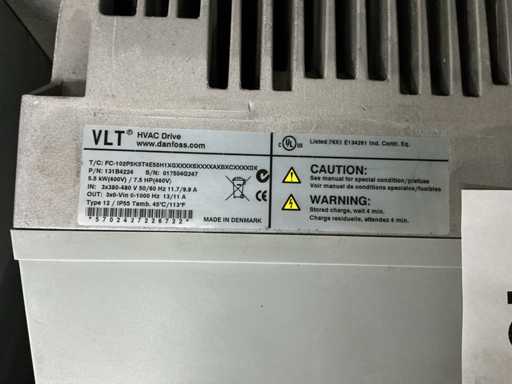 VLT® HVAC Drive
www.danfoss.com
T/C: FC-102P5K5T4E55H1XGXXXXSXXXXAXBXCXXXXDX
P/N: 131B4224 S/N: 017504G247
5.5 kW(400V) / 7.5 HP(460V)
IN: 3x380-480 V 50/60 Hz 11.7/9.9 A
OUT: 3x0-Vin 0-1000 Hz 13/11 A
Type 12 / IP55 Tamb. 45°C/113°F
MADE IN DENMARK
Listed 76X1 E134261 Ind. Contr. Eq.
CAUTION:
See manual for special condition/prefuse
Voir manuel de conditions speciales/fusibles
WARNING:
Stored charge, wait 4 min.
Charge residuelle, attendez 4 min.